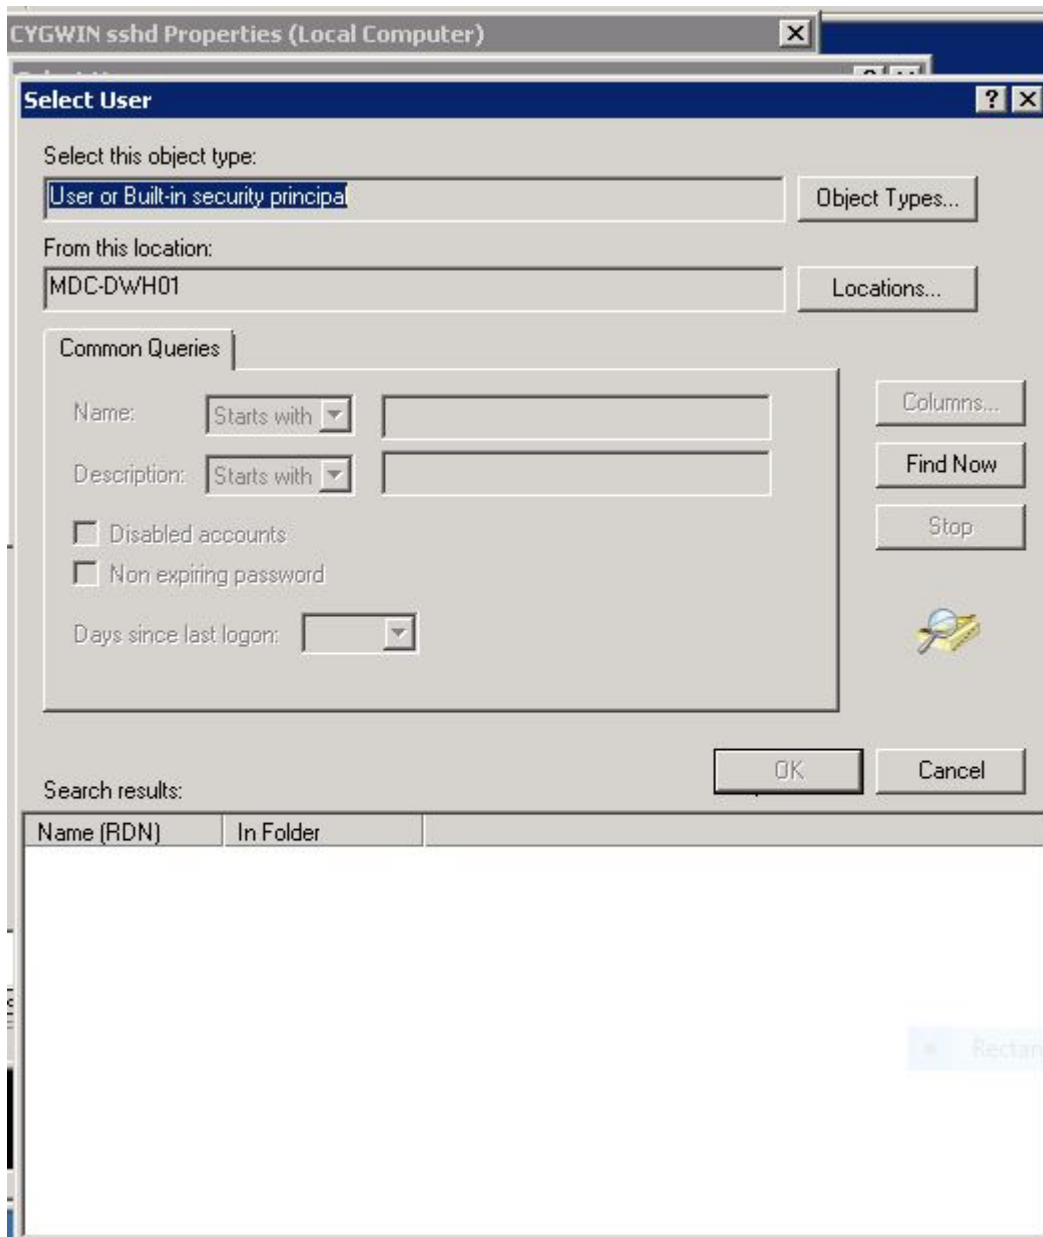 CYGWIN sshd Properties (Local Computer)
Select User
Select this object type:
User or Built-in security principal
Object Types...
From this location:
MDC-DWH01
Locations...
Common Queries
Name:
Starts with
Columns...
Description:
Starts with
Find Now
Disabled accounts
Stop
Non expiring password
Days since last logon:
OK
Cancel
Search results:
Name (RDN)
In Folder
Rectan